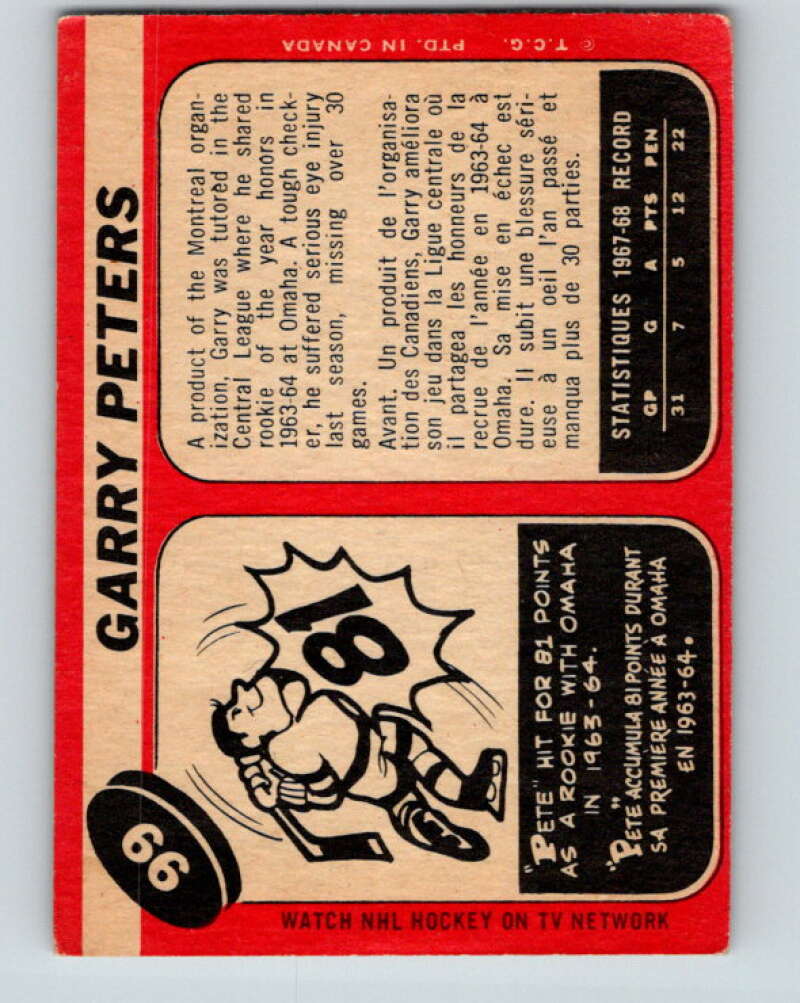 GARRY PETERS
66
81
"PETE" HIT FOR 81 POINTS
AS A ROOKIE WITH OMAHA
IN 1963-64.
"PETE" ACCUMULA 81 POINTS DURANT
SA PREMIÈRE ANNÉE À OMAHA
EN 1963-64.
WATCH NHL HOCKEY ON TV NETWORK
A product of the Montreal organ-
ization, Garry was tutored in the
Central League where he shared
rookie of the year honors in
1963-64 at Omaha. A tough check-
er, he suffered serious eye injury
last season, missing over 30
games.
Avant. Un produit de l'organisa-
tion des Canadiens, Garry améliora
son jeu dans la Ligue centrale où
il partagea les honneurs de la
recrue de l'année en 1963-64 à
Omaha. Sa mise en échec est
dure. Il subit une blessure séri-
euse à un oeil l'an passé et
manqua plus de 30 parties.
STATISTIQUES 1967-68 RECORD
GP G A PTS PEN
31 7 5 12 22
© T.C.G. PTD. IN CANADA